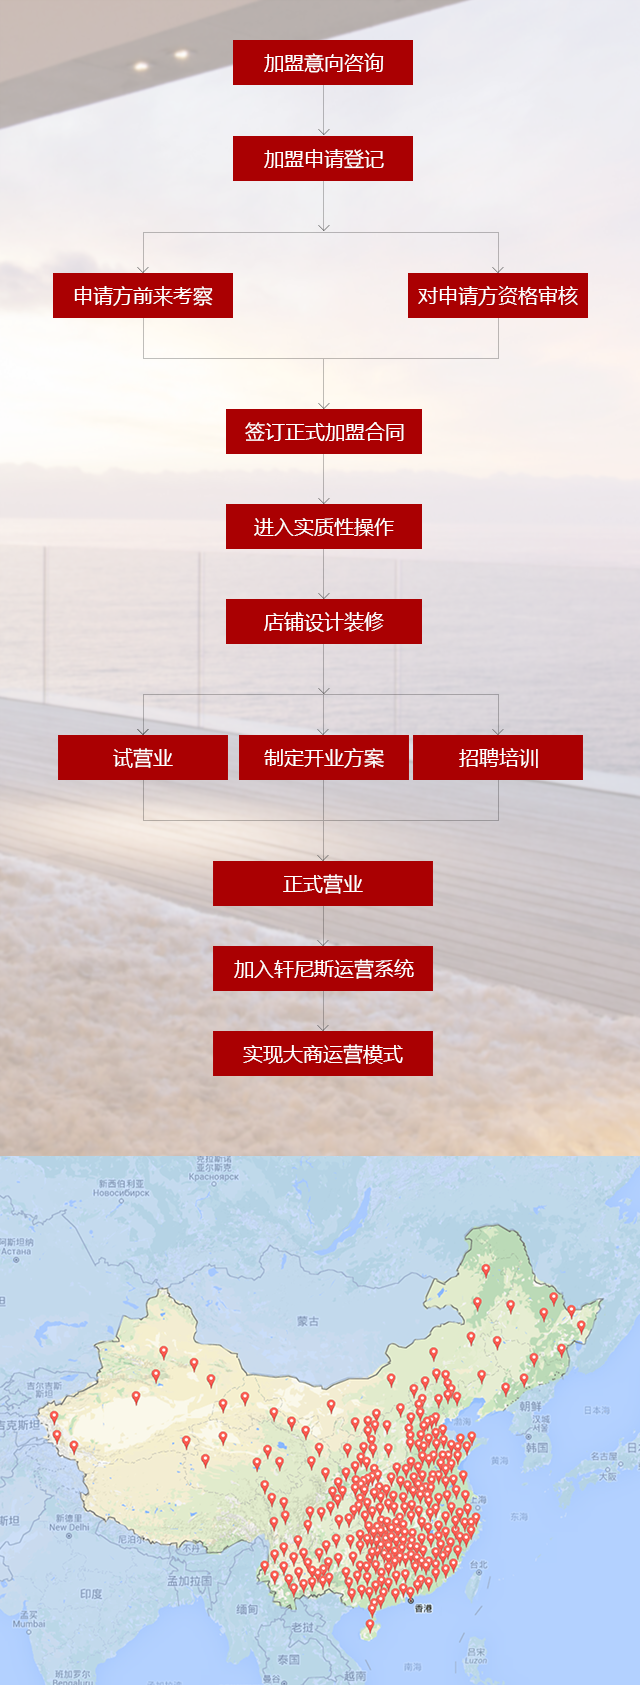 加盟意向咨询
加盟申请登记
申请方前来考察
对申请方资格审核
签订正式加盟合同
进入实质性操作
店铺设计装修
试营业
制定开业方案
招聘培训
正式营业
加入轩尼斯运营系统
实现大商运营模式
克拉斯诺
亚尔斯克
Красноярск
新西伯利亚
Новосибирск
阿斯坦纳
Астана
蒙古
吉尔吉斯
斯坦
吉克斯坦
朝鲜
汉城
서울
韩国
日本海
渤海
黄海
名古屋
大阪
上海
东海
斯坦
新德里
New Delhi
尼泊尔
不丹
孟加拉国
台北
印度
缅甸
香港
孟买
Mumbai
老挝
吕宋
Luzon
泰国
南海
班加罗尔
Bengaluru
曼谷
越南